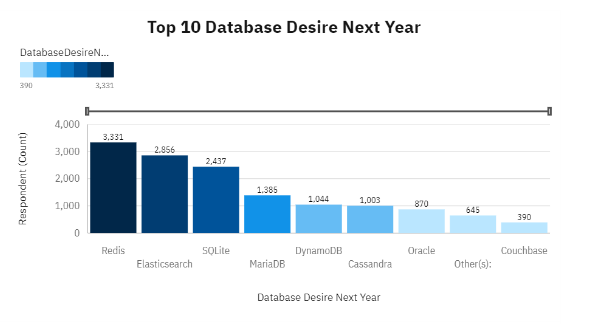 Top 10 Database Desire Next Year
DatabaseDesireN...
390 3,331
Respondent (Count)
4,000
3,000
2,000
1,000
0
3,331
2,856
2,437
1,385
1,044
1,003
870
645
390
Redis
Elasticsearch
SQLite
MariaDB
DynamoDB
Cassandra
Oracle
Other(s):
Couchbase
Database Desire Next Year